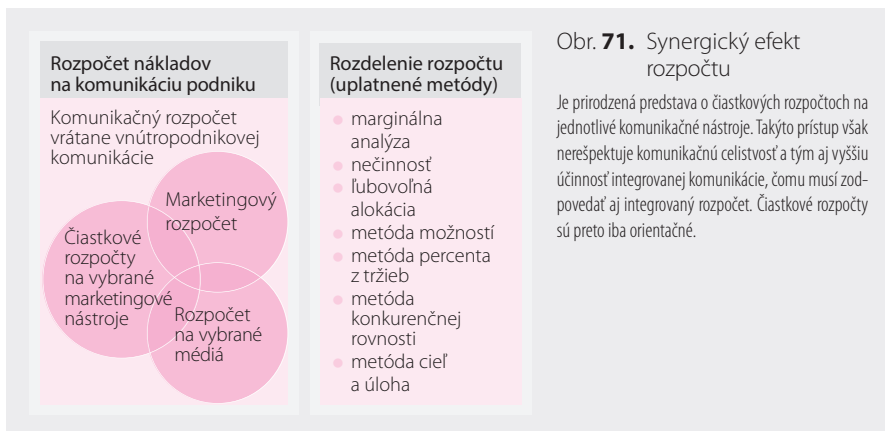 Rozpočet nákladov
na komunikáciu podniku
Komunikačný rozpočet
vrátane vnútropodnikovej
komunikácie
Marketingový
rozpočet
Čiastkové
rozpočty
na vybrané
marketingové
nástroje
Rozpočet
na vybrané
médiá
Rozdelenie rozpočtu
(uplatnené metódy)
marginálna
analýza
nečinnosť
ľubovoľná
alokácia
metóda možností
metóda percenta
z tržieb
metóda
konkurenčnej
rovnosti
metóda cieľ
a úloha
Obr. 71. Synergický efekt
rozpočtu
Je prirodzená predstava o čiastkových rozpočtoch na
jednotlivé komunikačné nástroje. Takýto prístup však
nerešpektuje komunikačnú celistvosť a tým aj vyššiu
účinnosť integrovanej komunikácie, čomu musí zod-
povedať aj integrovaný rozpočet. Čiastkové rozpočty
sú preto iba orientačné.